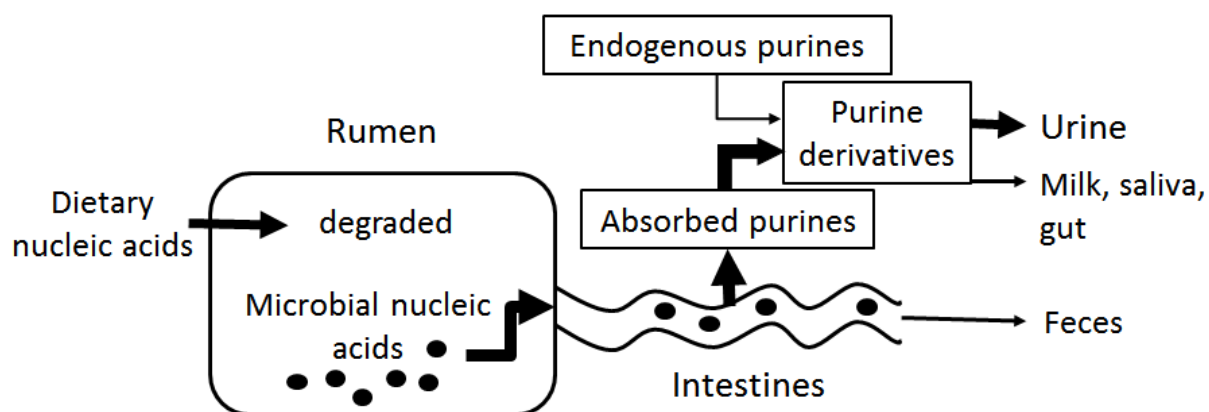 Endogenous purines
Rumen
Purine
derivatives
Urine
Dietary
nucleic acids
degraded
Absorbed purines
Milk, saliva,
gut
Microbial nucleic
acids
Feces
Intestines